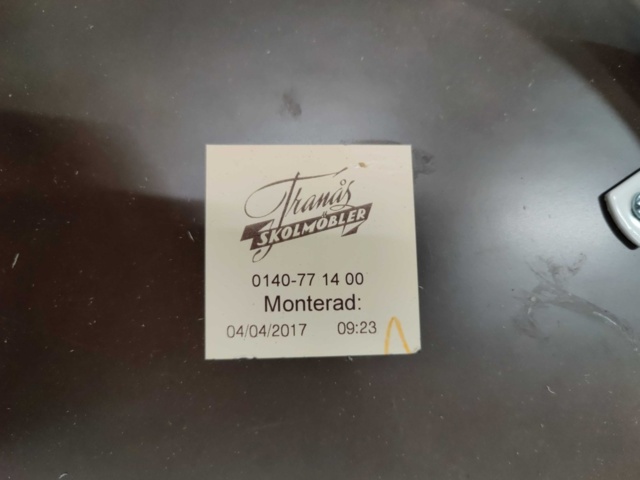 Tranås
SKOLMÖBLER
0140-77 14 00
Monterad:
04/04/2017 09:23